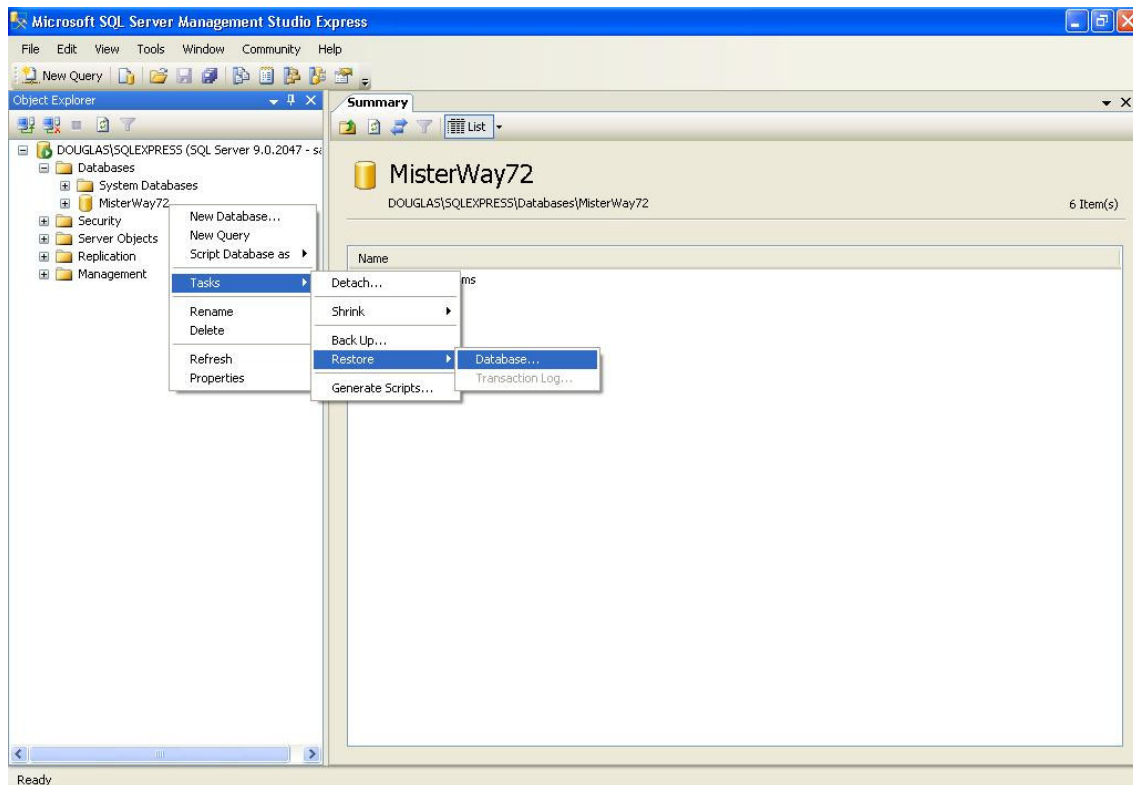 Microsoft SQL Server Management Studio Express
File Edit View Tools Window Community Help
New Query
Object Explorer
DOUGLAS\SQLEXPRESS (SQL Server 9.0.2047 - sa
Databases
System Databases
MisterWay72
Security
Server Objects
Replication
Management
New Database...
New Query
Script Database as
Tasks
Rename
Delete
Refresh
Properties
Detach...
Shrink
Back Up...
Restore
Generate Scripts...
Database...
Transaction Log...
Summary
List
MisterWay72
DOUGLAS\SQLEXPRESS\Databases\MisterWay72 6 Item(s)
Name
ms
Ready